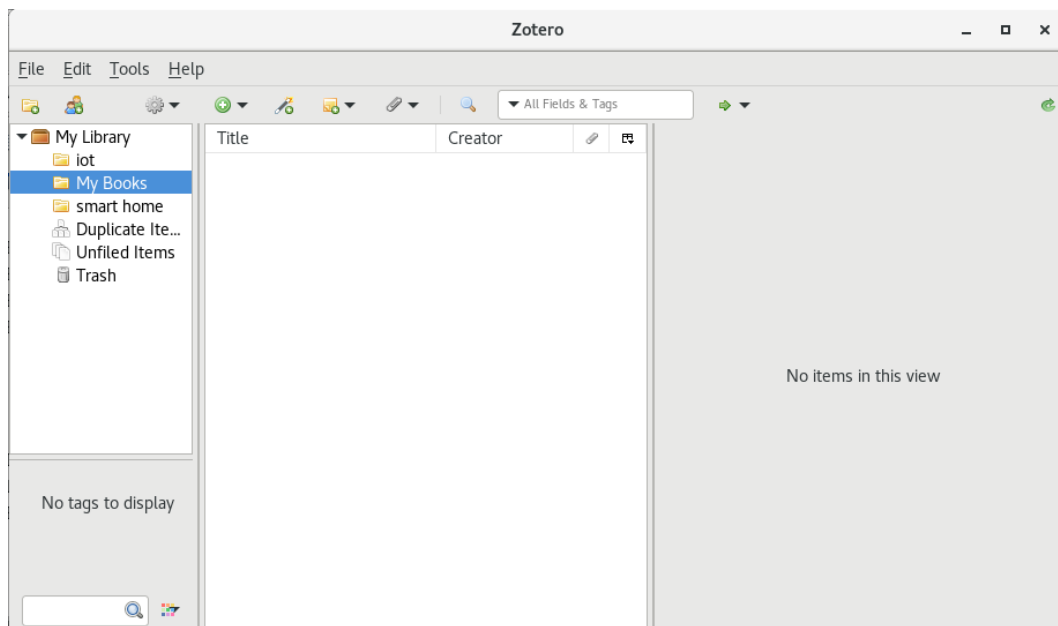 Zotero
File Edit Tools Help
All Fields & Tags
My Library
Title Creator
iot
My Books
smart home
Duplicate Ite...
Unfiled Items
Trash
No items in this view
No tags to display